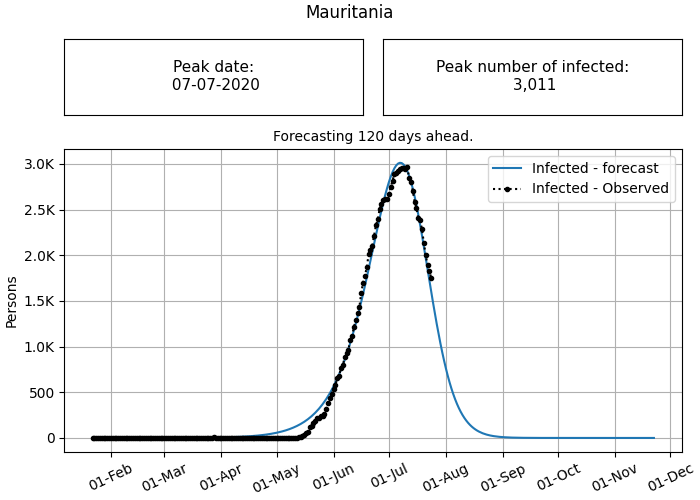 Mauritania
Peak date:
07-07-2020
Peak number of infected:
3,011
Forecasting 120 days ahead.
Infected - forecast
Infected - Observed
3.0K
2.5K
2.0K
1.5K
1.0K
500
0
Persons
01-Feb
01-Mar
01-Apr
01-May
01-Jun
01-Jul
01-Aug
01-Sep
01-Oct
01-Nov
01-Dec